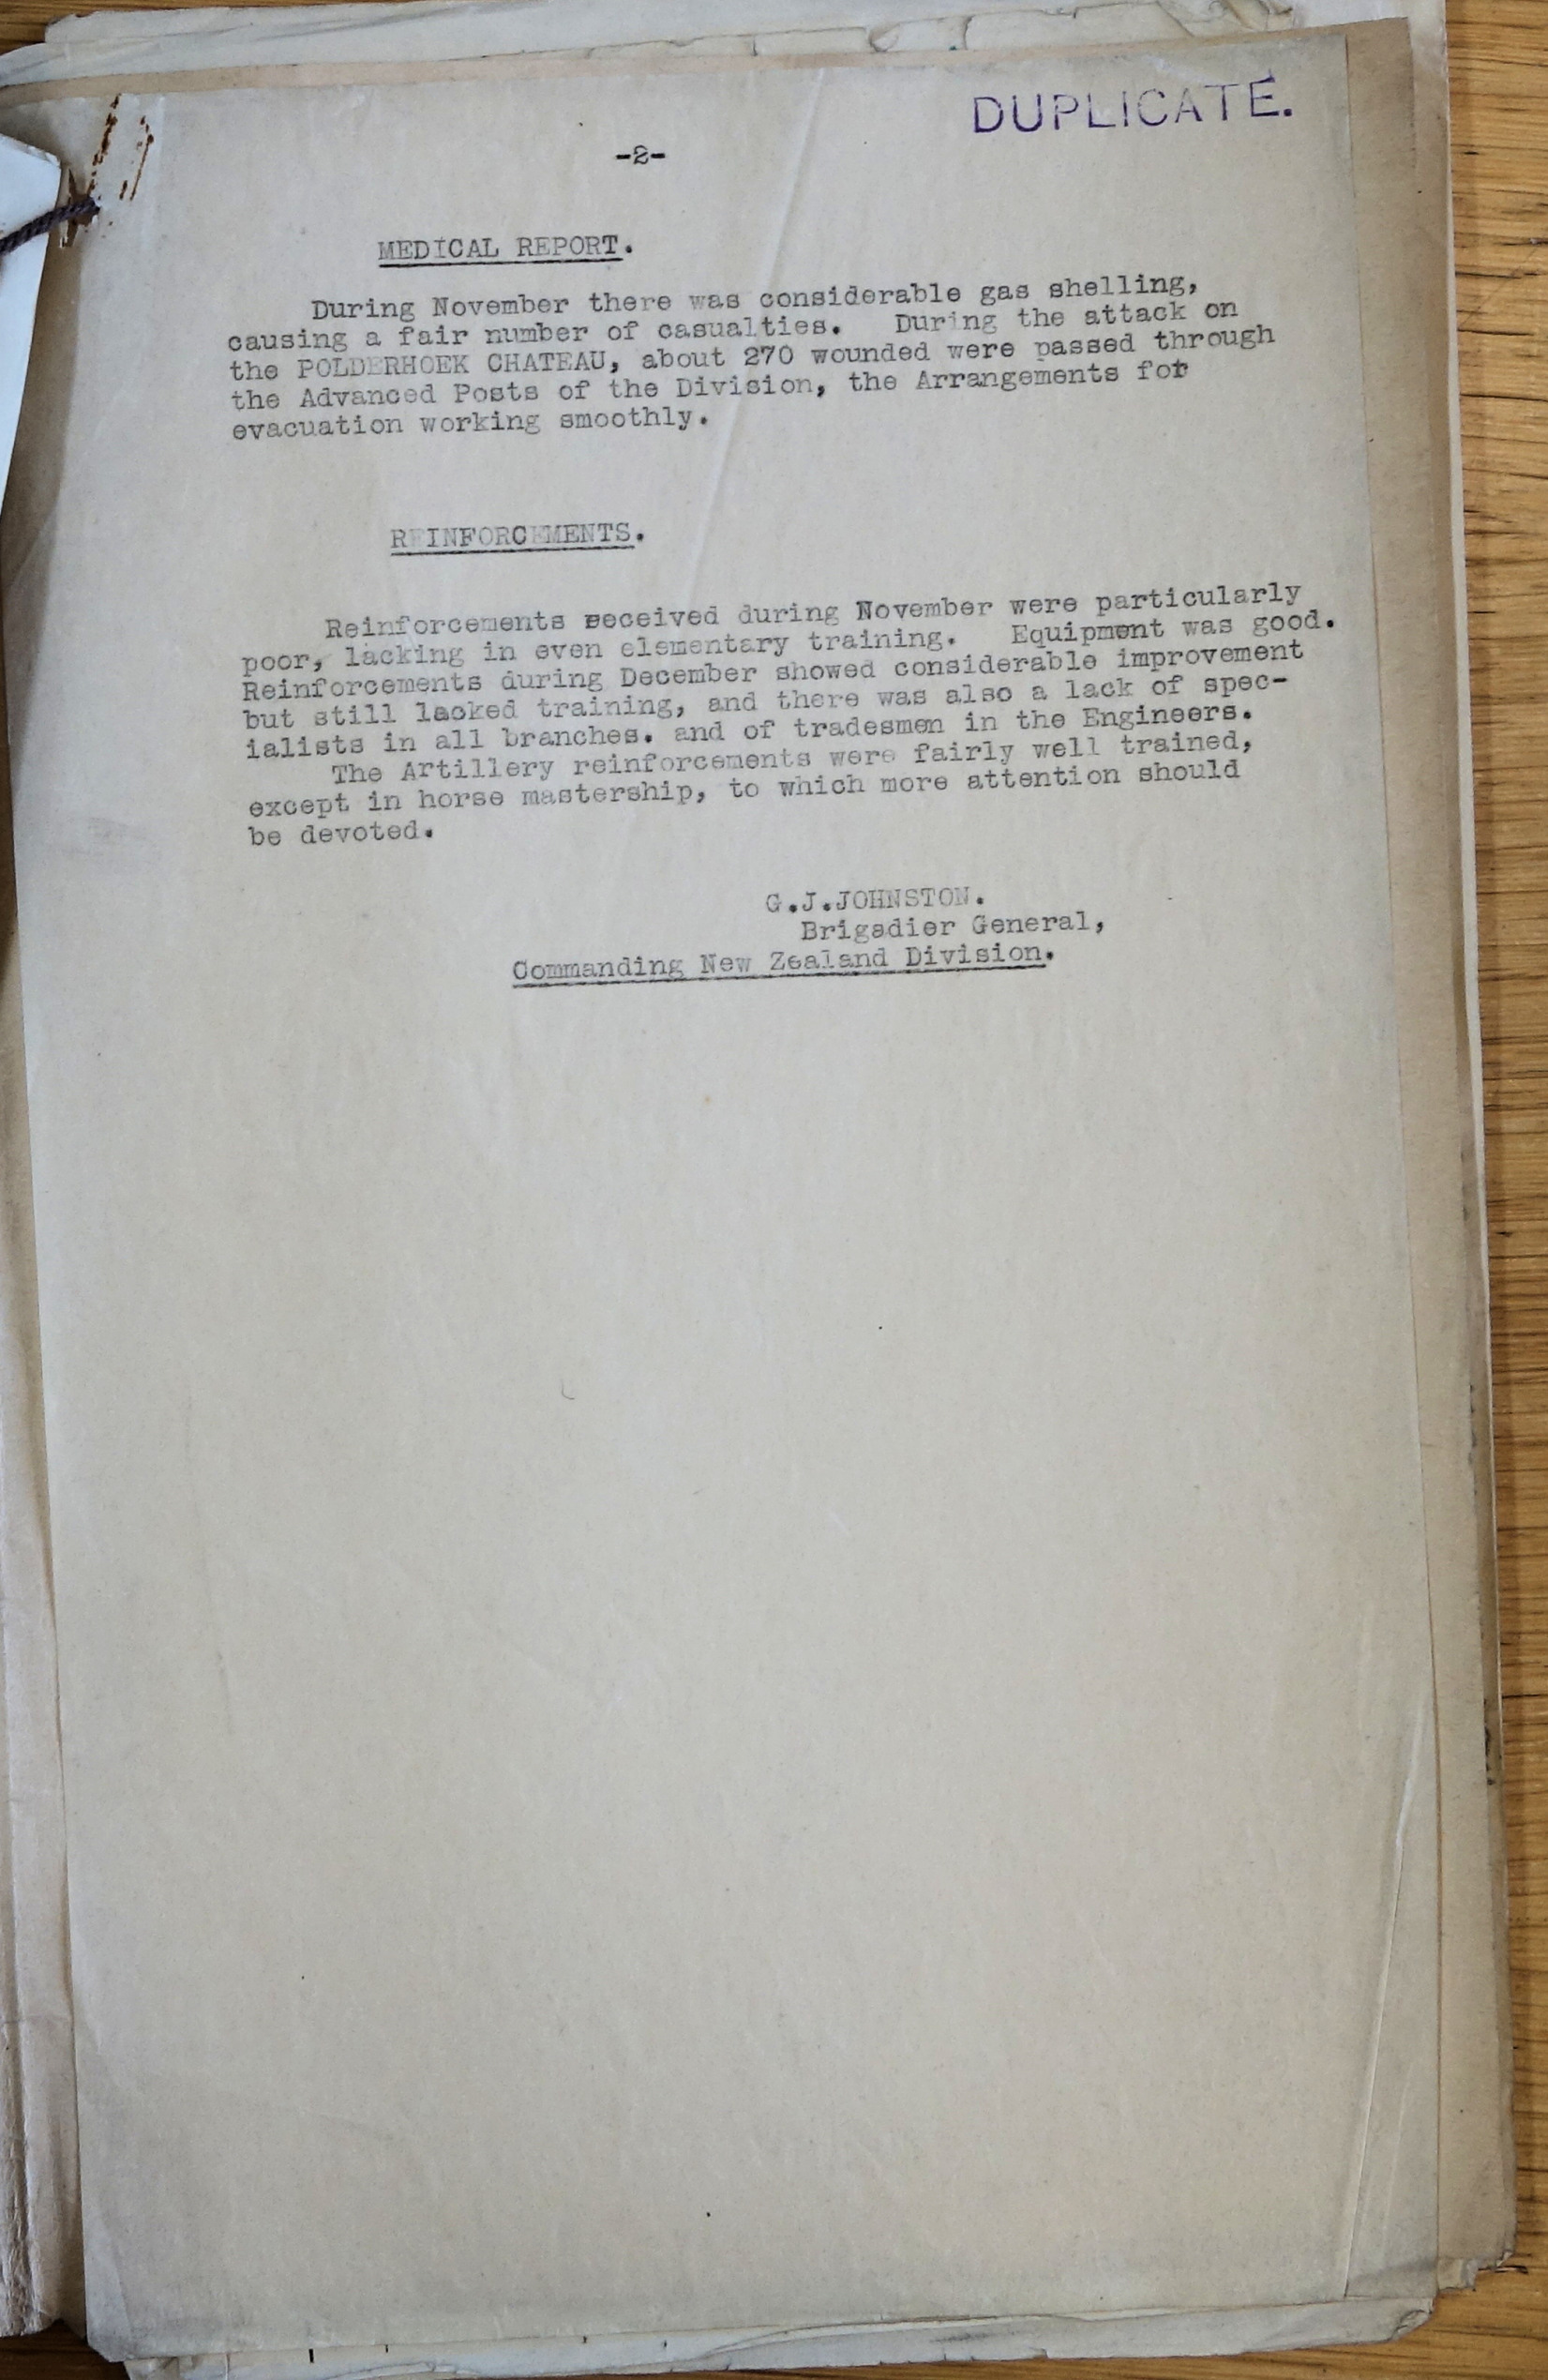 DUPLICATE.
-2-
MEDICAL REPORT.
During November there was considerable gas shelling,
causing a fair number of casualties. During the attack on
the POLDERHOEK CHATEAU, about 270 wounded were passed through
the Advanced Posts of the Division, the Arrangements for
evacuation working smoothly.
REINFORCEMENTS.
Reinforcements received during November were particularly
poor, lacking in even elementary training. Equipment was good.
Reinforcements during December showed considerable improvement
but still lacked training, and there was also a lack of spec-
ialists in all branches. and of tradesmen in the Engineers.
The Artillery reinforcements were fairly well trained,
except in horse mastership, to which more attention should
be devoted.
G.J.JOHNSTON.
Brigadier General,
Commanding New Zealand Division.